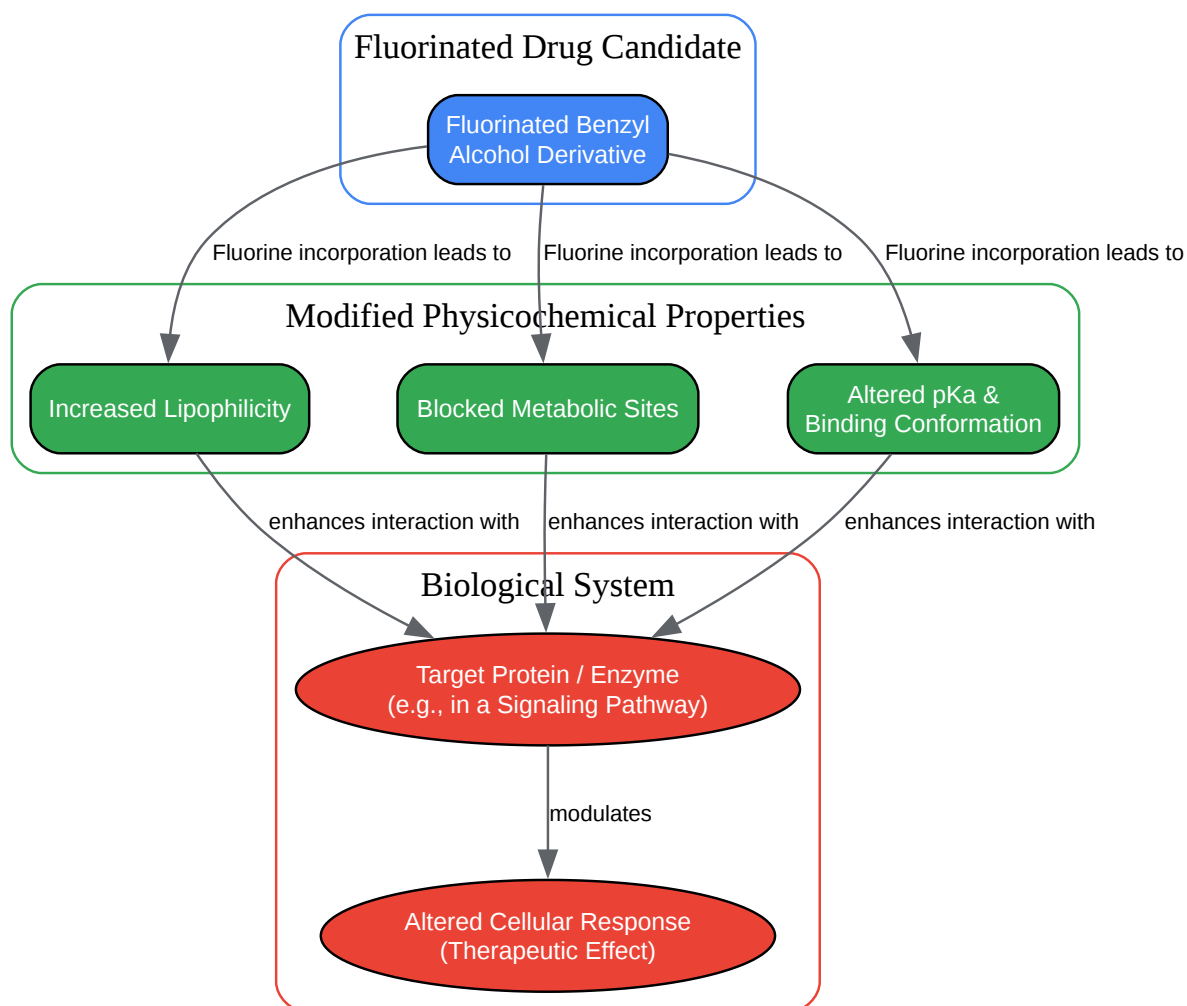 Fluorinated Drug Candidate
Fluorinated Benzyl
Alcohol Derivative
Fluorine incorporation leads to
Fluorine incorporation leads to
Fluorine incorporation leads to
Modified Physicochemical Properties
Increased Lipophilicity
Blocked Metabolic Sites
Altered pKa &
Binding Conformation
enhances interaction with
enhances interaction with
enhances interaction with
Biological System
Target Protein / Enzyme
(e.g., in a Signaling Pathway)
modulates
Altered Cellular Response
(Therapeutic Effect)